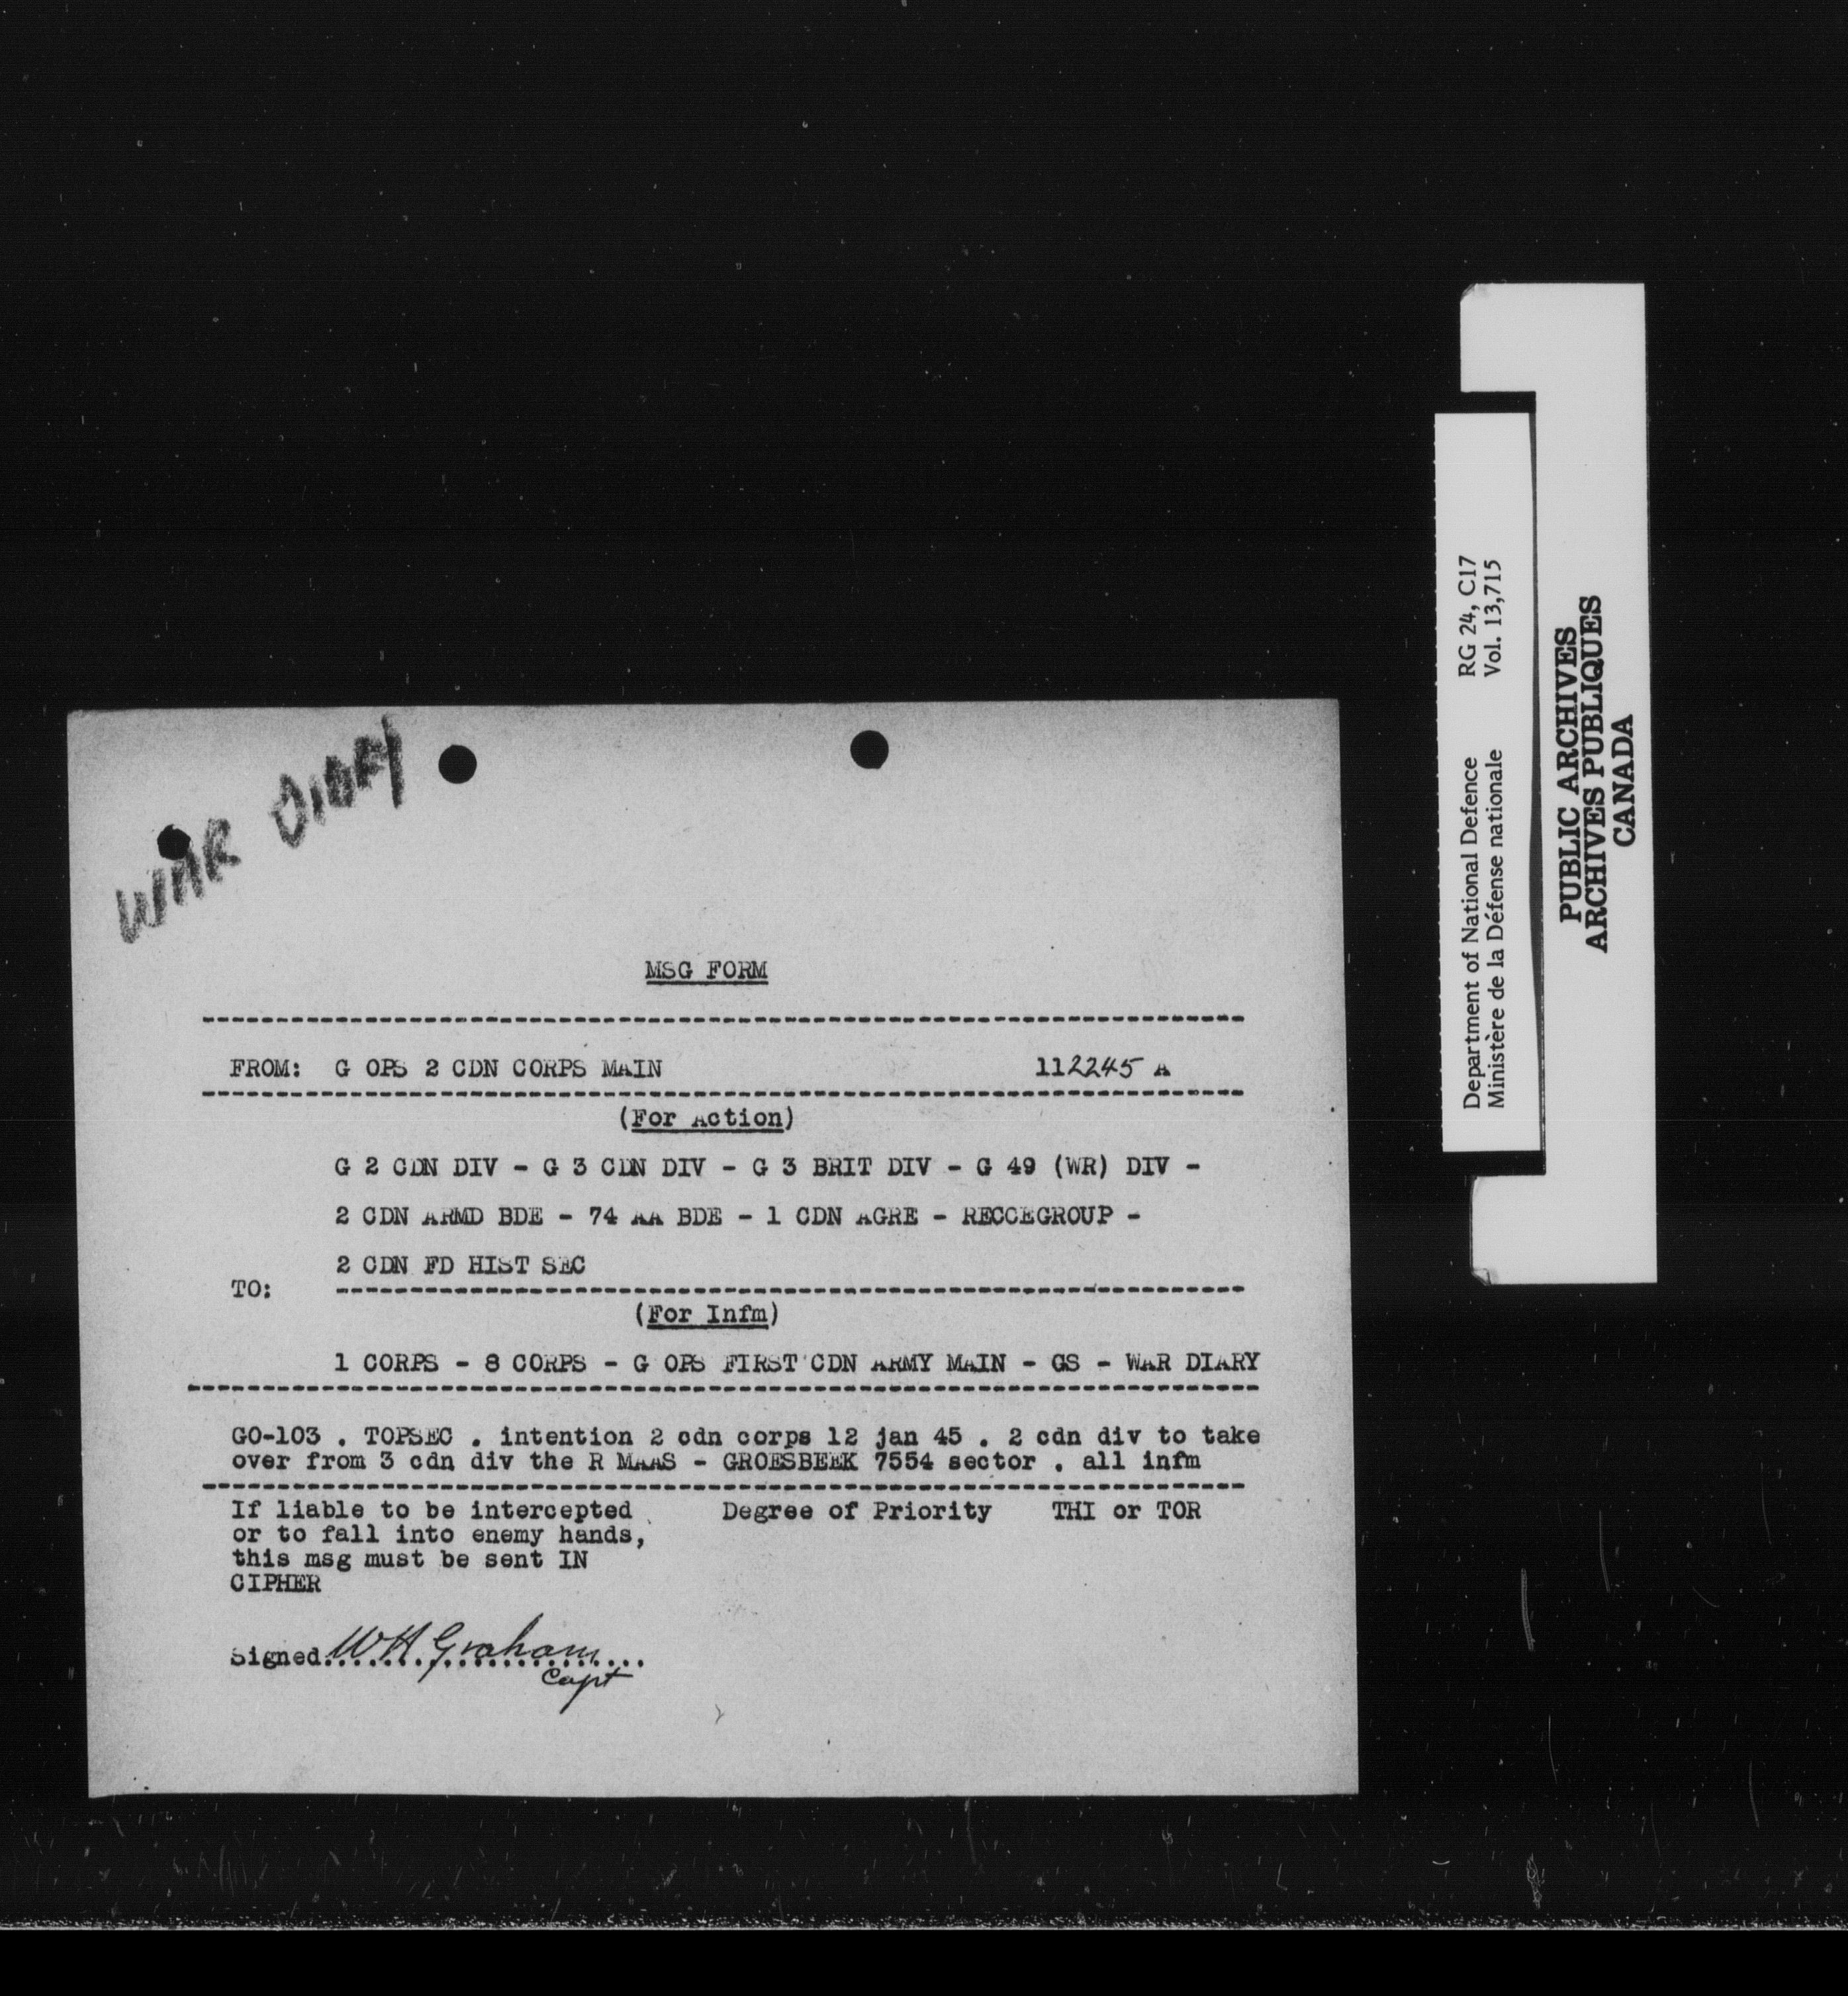 WAR DIARY
MSG FORM
FROM: G OPS 2 CDN CORPS MAIN 112245 A
(For Action)
G 2 CDN DIV - G 3 CDN DIV - G 3 BRIT DIV - G 49 (WR) DIV -
2 CDN ARMD BDE - 74 AA BDE - 1 CDN AGRE - RECCEGROUP -
2 CDN FD HIST SEC
TO:
(For Infm)
1 CORPS - 8 CORPS - G OPS FIRST CDN ARMY MAIN - GS - WAR DIARY
GO-103 . TOPSEC . intention 2 cdn corps 12 jan 45 . 2 cdn div to take
over from 3 cdn div the R MAAS - GROESBEEK 7554 sector . all infm
If liable to be intercepted Degree of Priority THI or TOR
or to fall into enemy hands,
this msg must be sent IN
CIPHER
Signed. W H Graham
Capt
Department of National Defence RG 24, C17
Ministère de la Défense nationale Vol. 13,715
PUBLIC ARCHIVES
ARCHIVES PUBLIQUES
CANADA